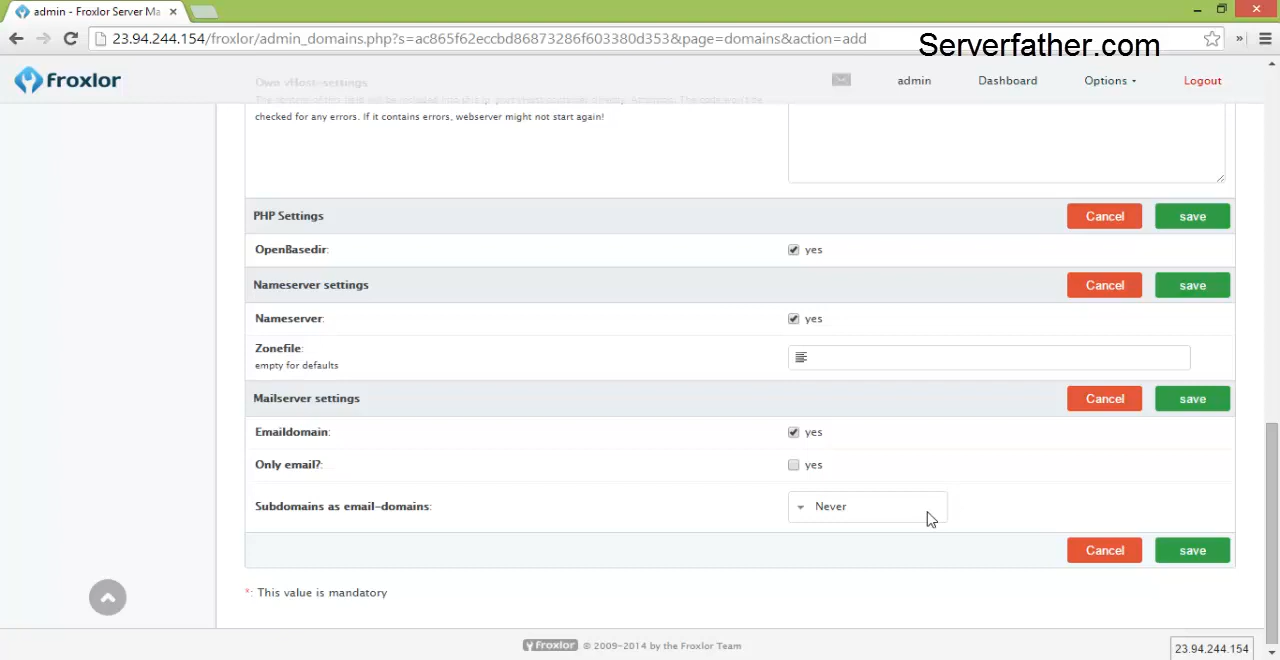 admin - Froxlor Server Ma
23.94.244.154/froxlor/admin_domains.php?s=ac865f62eccbd86873286f603380d353&page=domains&action=add
Serverfather.com
froxlor
admin
Dashboard
Options
Logout
Own vHost-settings
checked for any errors. If it contains errors, webserver might not start again!
PHP Settings
Cancel
save
OpenBasedir:
yes
Nameserver settings
Cancel
save
Nameserver:
yes
Zonefile:
empty for defaults
Mailserver settings
Cancel
save
Emaildomain:
yes
Only email?:
yes
Subdomains as email-domains:
Never
Cancel
save
*: This value is mandatory
froxlor © 2009-2014 by the Froxlor Team
23.94.244.154